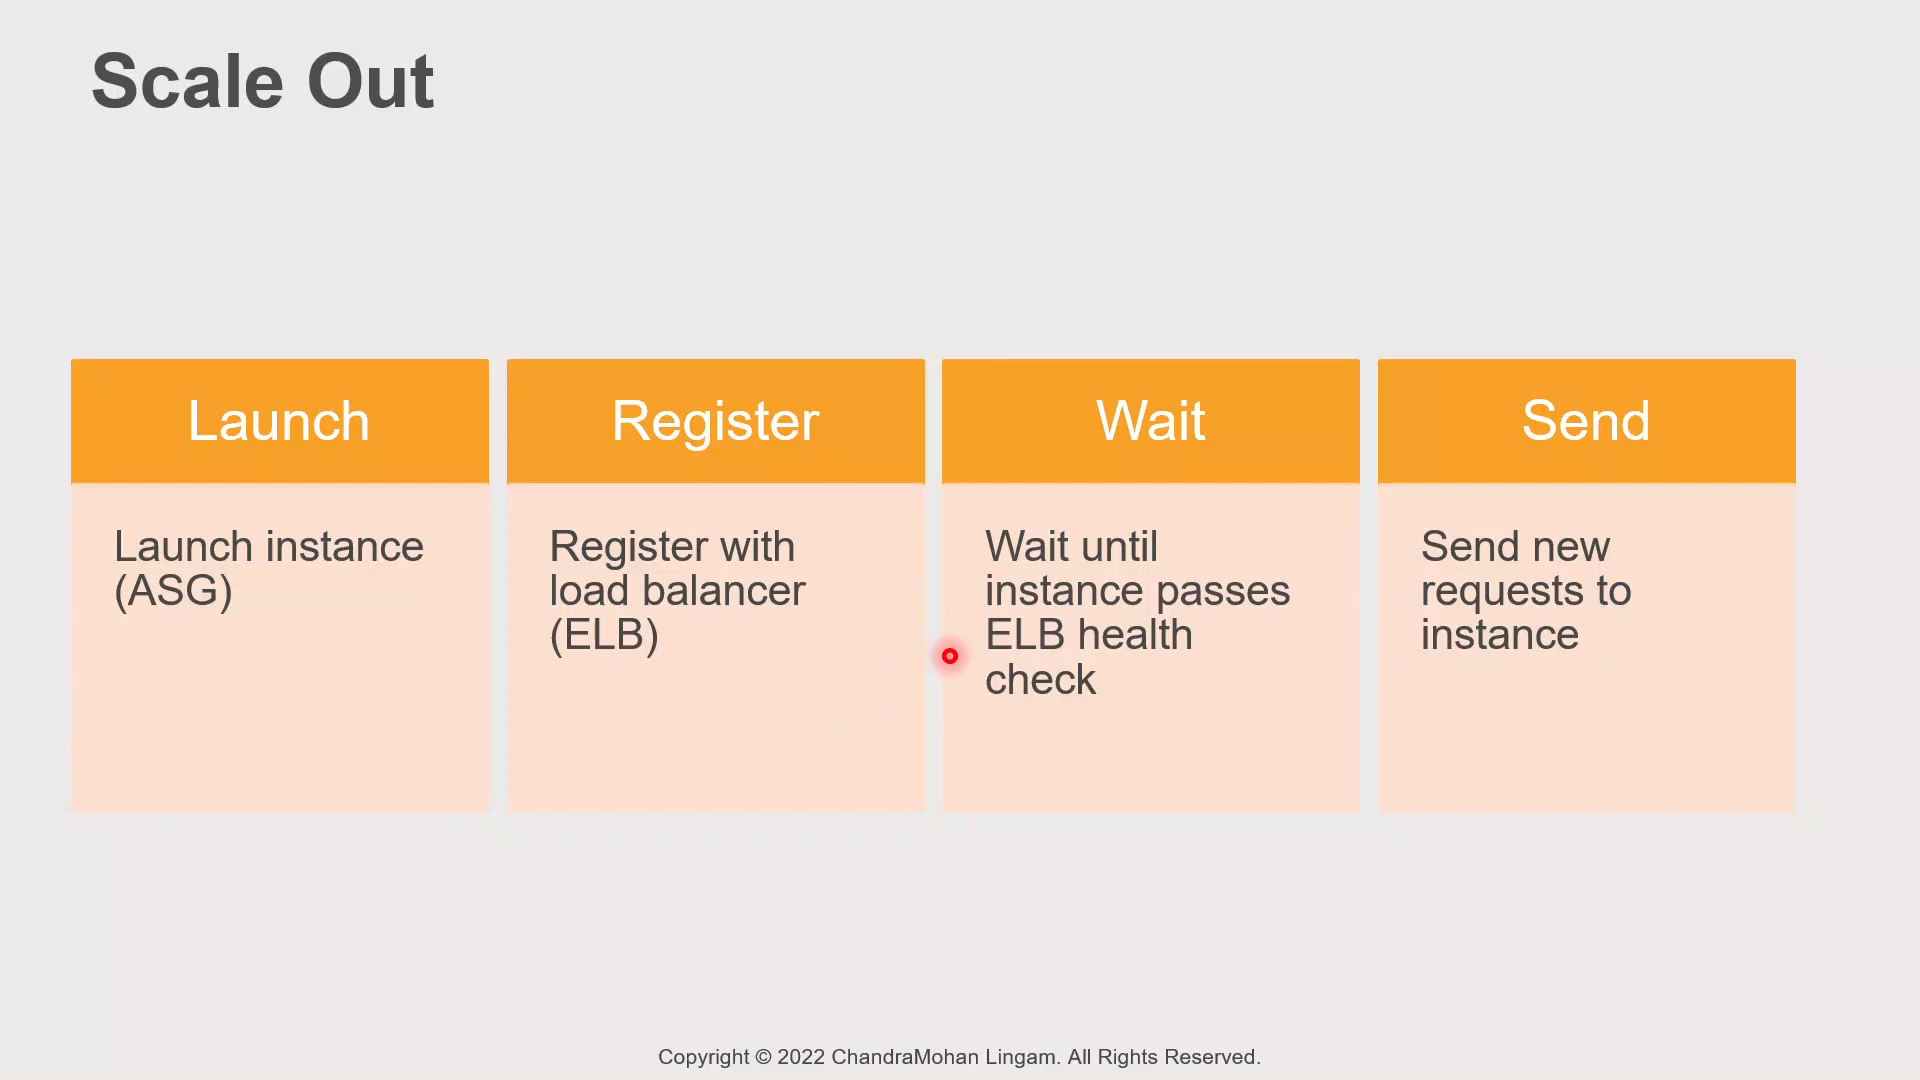 Scale Out
Launch
Launch instance
(ASG)
Register
Register with
load balancer
(ELB)
Wait
Wait until
instance passes
ELB health
check
Send
Send new
requests to
instance
Copyright © 2022 ChandraMohan Lingam. All Rights Reserved.